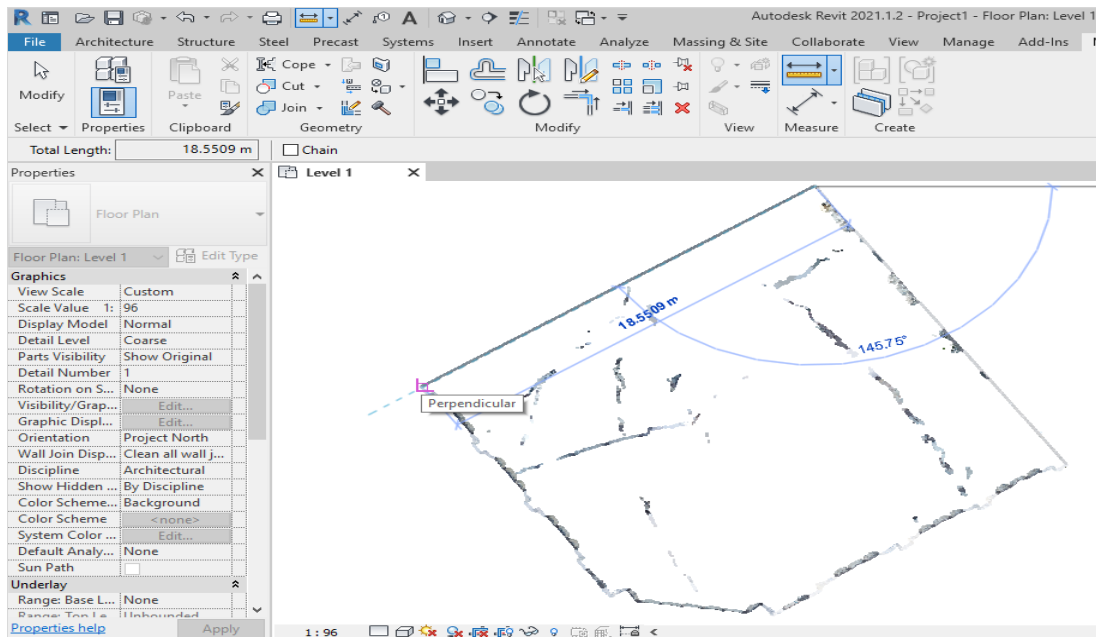 Autodesk Revit 2021.1.2 - Project1 - Floor Plan: Level 1
File Architecture Structure Steel Precast Systems Insert Annotate Analyze Massing & Site Collaborate View Manage Add-Ins
Modify
Paste
Cope
Cut
Join
Select Properties Clipboard Geometry Modify View Measure Create
Total Length: 18.5509 m Chain
Properties
Level 1
Floor Plan
Floor Plan: Level 1 Edit Type
Graphics
View Scale Custom
Scale Value 1: 96
Display Model Normal
Detail Level Coarse
Parts Visibility Show Original
Detail Number 1
Rotation on S... None
Visibility/Grap... Edit...
Graphic Displ... Edit...
Orientation Project North
Wall Join Disp... Clean all wall j...
Discipline Architectural
Show Hidden ... By Discipline
Color Scheme... Background
Color Scheme <none>
System Color ... Edit...
Default Analy... None
Sun Path
Underlay
Range: Base L... None
Range: Top Le... Unbounded
Properties help Apply
18.5509 m
145.75°
Perpendicular
1 : 96